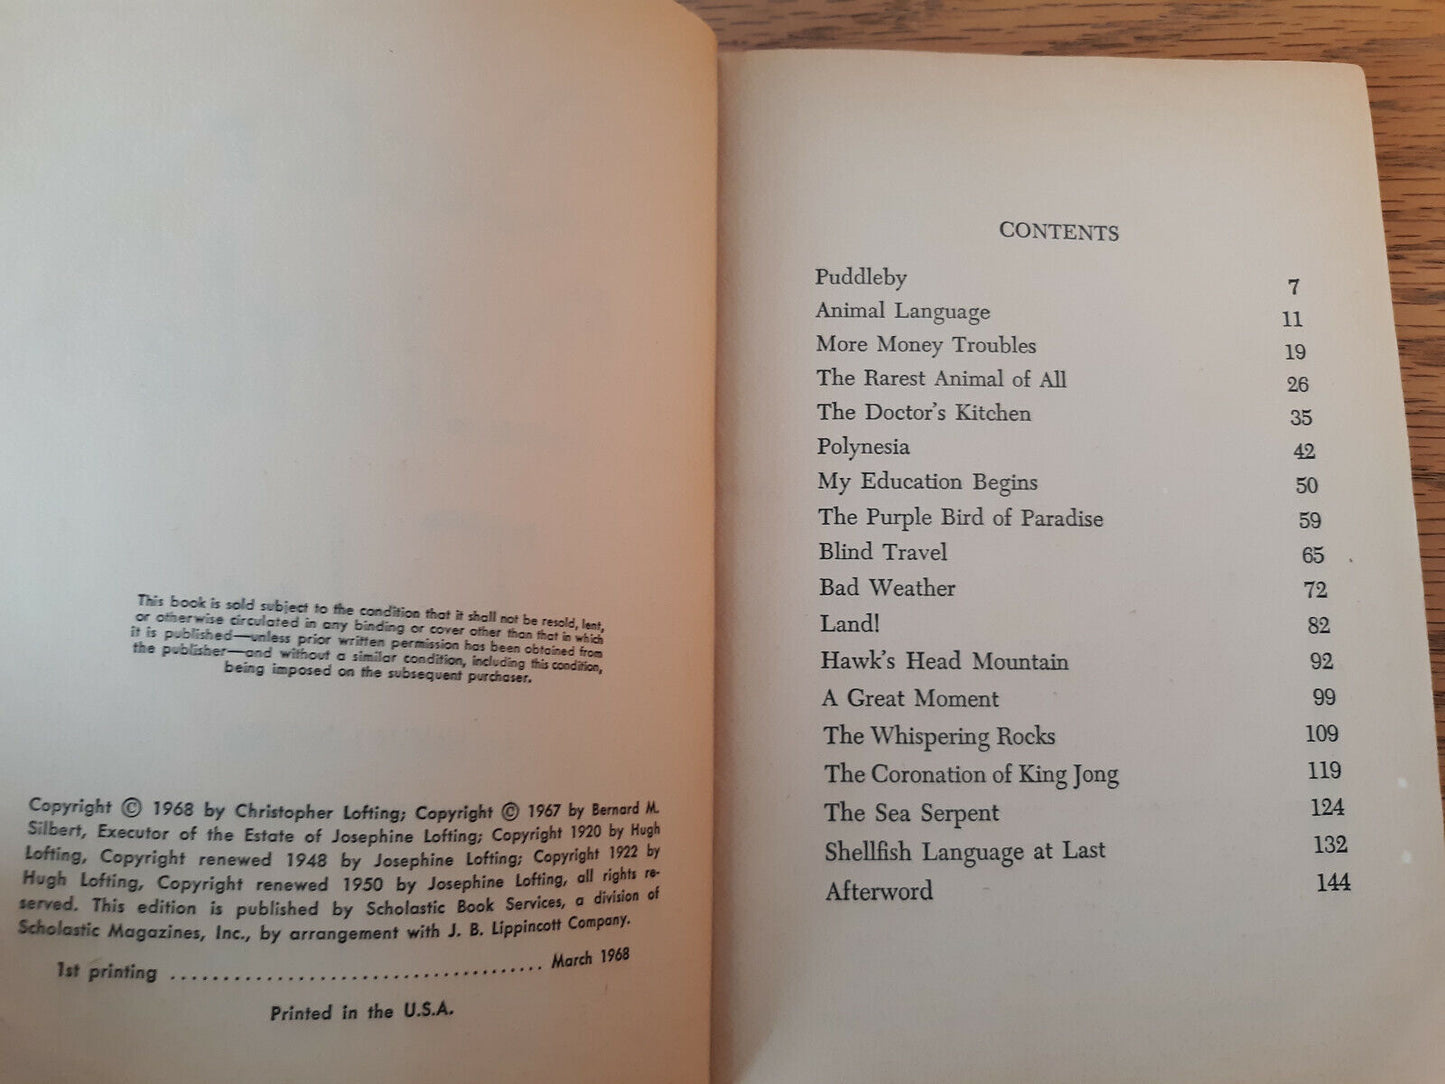 This book is sold subject to the condition that it shall not be resold, lent,
or otherwise circulated in any binding or cover other than that in which
it is published—unless prior written permission has been obtained from
the publisher—and without a similar condition, including this condition,
being imposed on the subsequent purchaser.
Copyright © 1968 by Christopher Lofting; Copyright © 1967 by Bernard M.
Silbert, Executor of the Estate of Josephine Lofting; Copyright 1920 by Hugh
Lofting, Copyright renewed 1948 by Josephine Lofting; Copyright 1922 by
Hugh Lofting, Copyright renewed 1950 by Josephine Lofting, all rights re-
served. This edition is published by Scholastic Book Services, a division of
Scholastic Magazines, Inc., by arrangement with J. B. Lippincott Company.
1st printing ................................... March 1968
Printed in the U.S.A.
CONTENTS
Puddleby 7
Animal Language 11
More Money Troubles 19
The Rarest Animal of All 26
The Doctor's Kitchen 35
Polynesia 42
My Education Begins 50
The Purple Bird of Paradise 59
Blind Travel 65
Bad Weather 72
Land! 82
Hawk's Head Mountain 92
A Great Moment 99
The Whispering Rocks 109
The Coronation of King Jong 119
The Sea Serpent 124
Shellfish Language at Last 132
Afterword 144